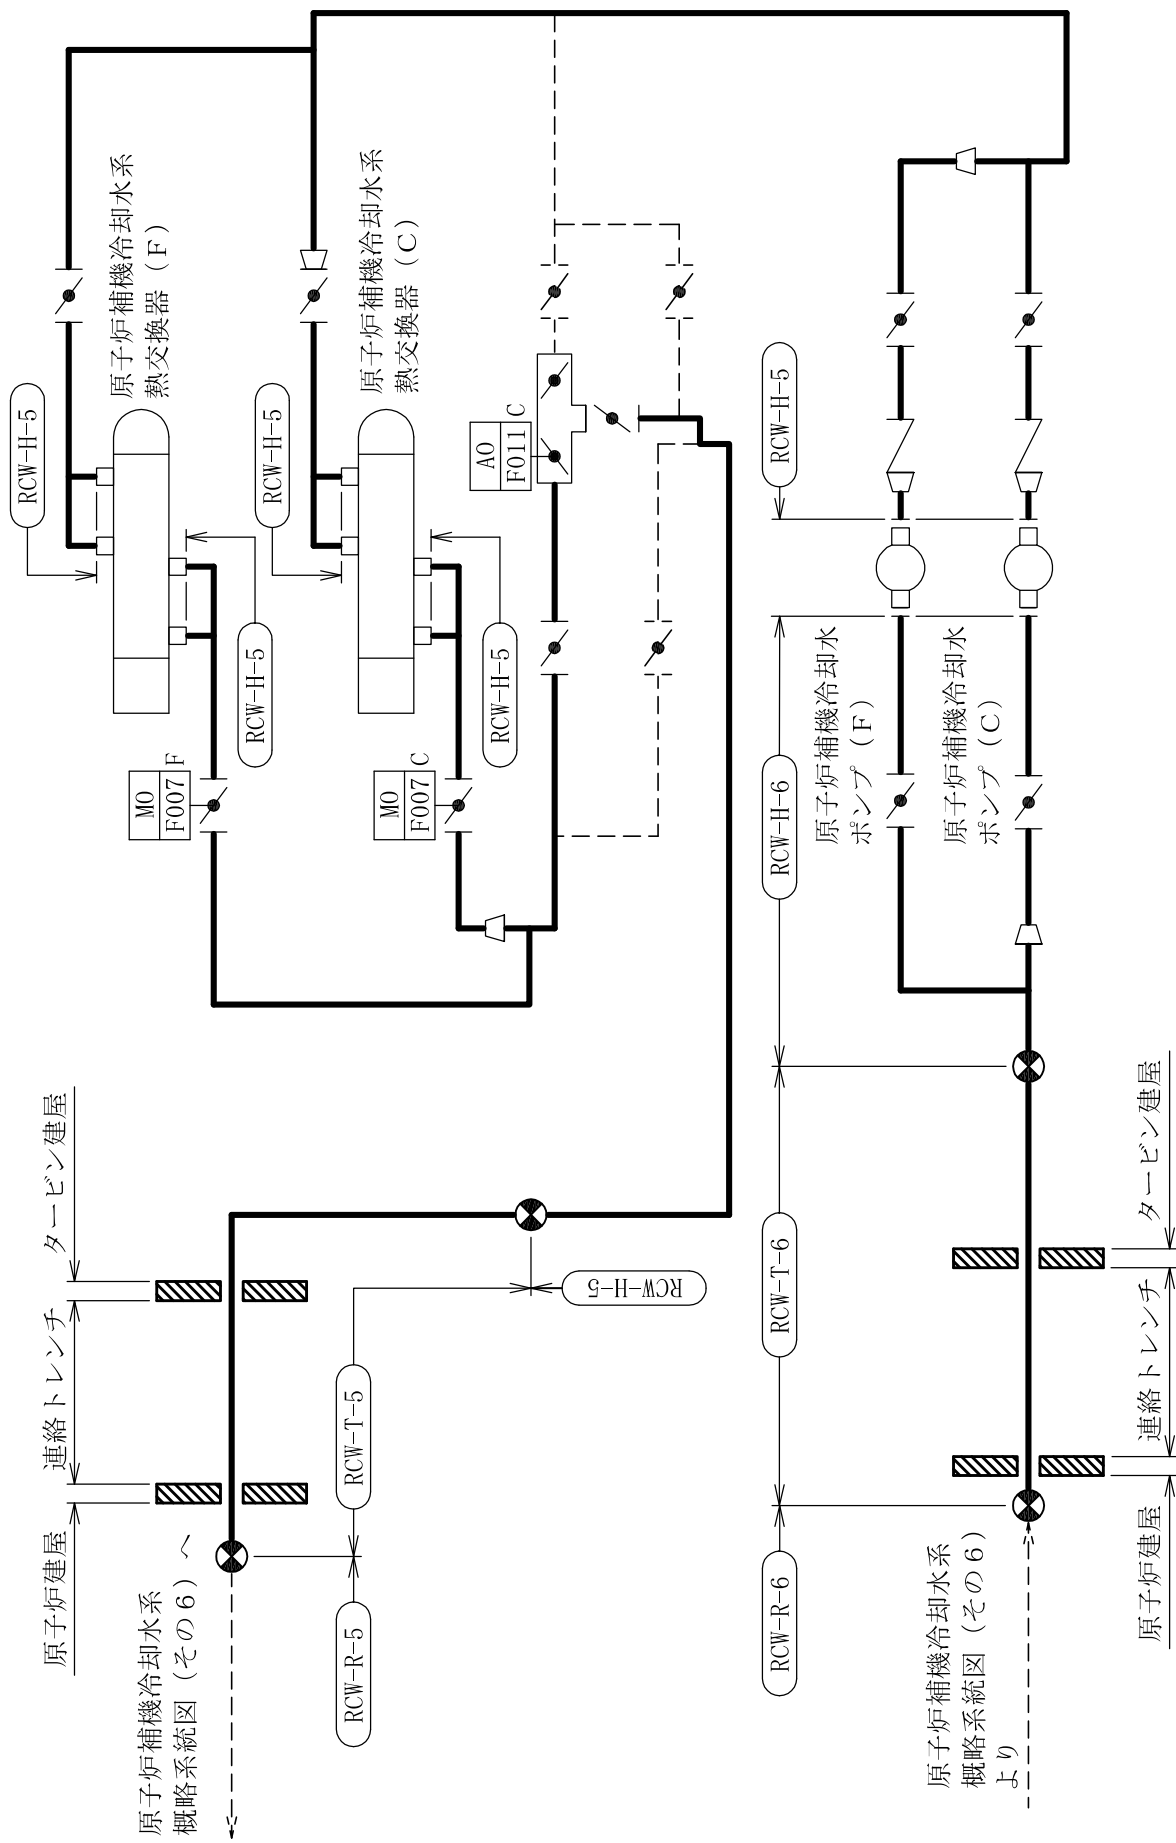 原子炉補機冷却水系
概略系統図（その６）へ
原子炉建屋
連絡トレンチ
タービン建屋
RCW-R-5
RCW-T-5
RCW-H-5
MO
F007
F
RCW-H-5
RCW-H-5
原子炉補機冷却水系
熱交換器（Ｆ）
MO
F007
C
RCW-H-5
RCW-H-5
原子炉補機冷却水系
熱交換器（Ｃ）
AO
F011
C
原子炉補機冷却水系
概略系統図（その６）
より
RCW-R-6
RCW-T-6
RCW-H-6
RCW-H-5
原子炉補機冷却水
ポンプ（Ｆ）
原子炉補機冷却水
ポンプ（Ｃ）
原子炉建屋
連絡トレンチ
タービン建屋